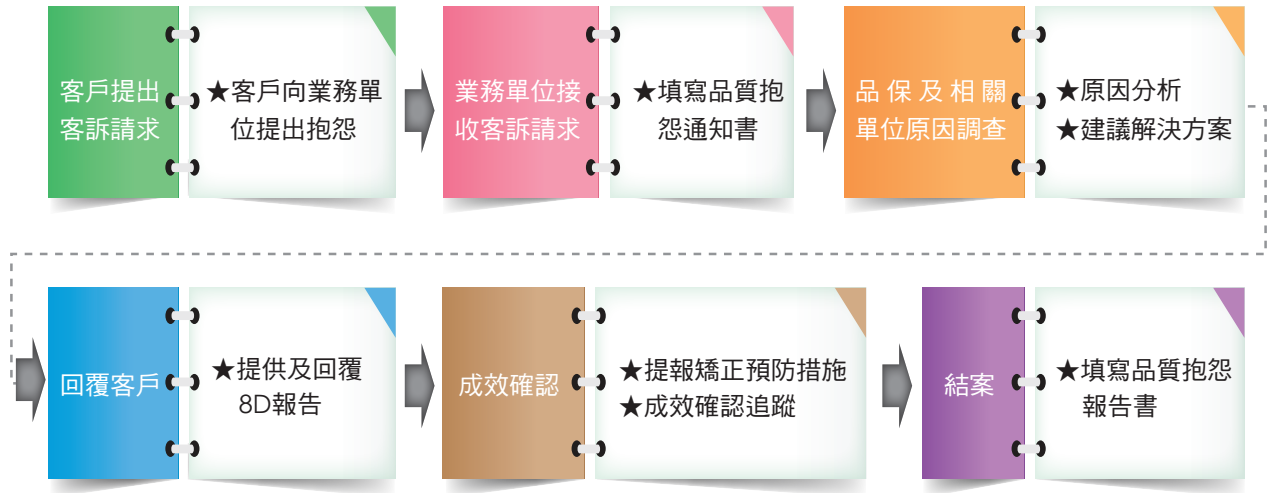 客戶提出
客訴請求
★客戶向業務單
位提出抱怨
業務單位接
收客訴請求
★填寫品質抱
怨通知書
品保及相關
單位原因調查
★原因分析
★建議解決方案
回覆客戶
★提供及回覆
8D報告
成效確認
★提報矯正預防措施
★成效確認追蹤
結案
★填寫品質抱怨
報告書